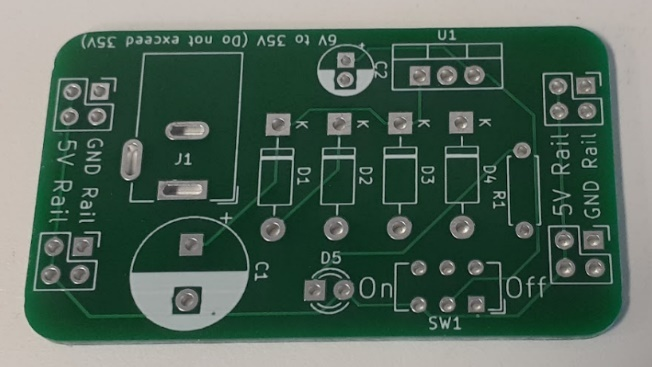 6V to 35V (Do not exceed 35V)
U1
C2
+
K
K
K
K
J1
5V Rail
GND Rail
D1
D2
D3
D4
R1
5V Rail
GND Rail
+
C1
D5
On
Off
SW1